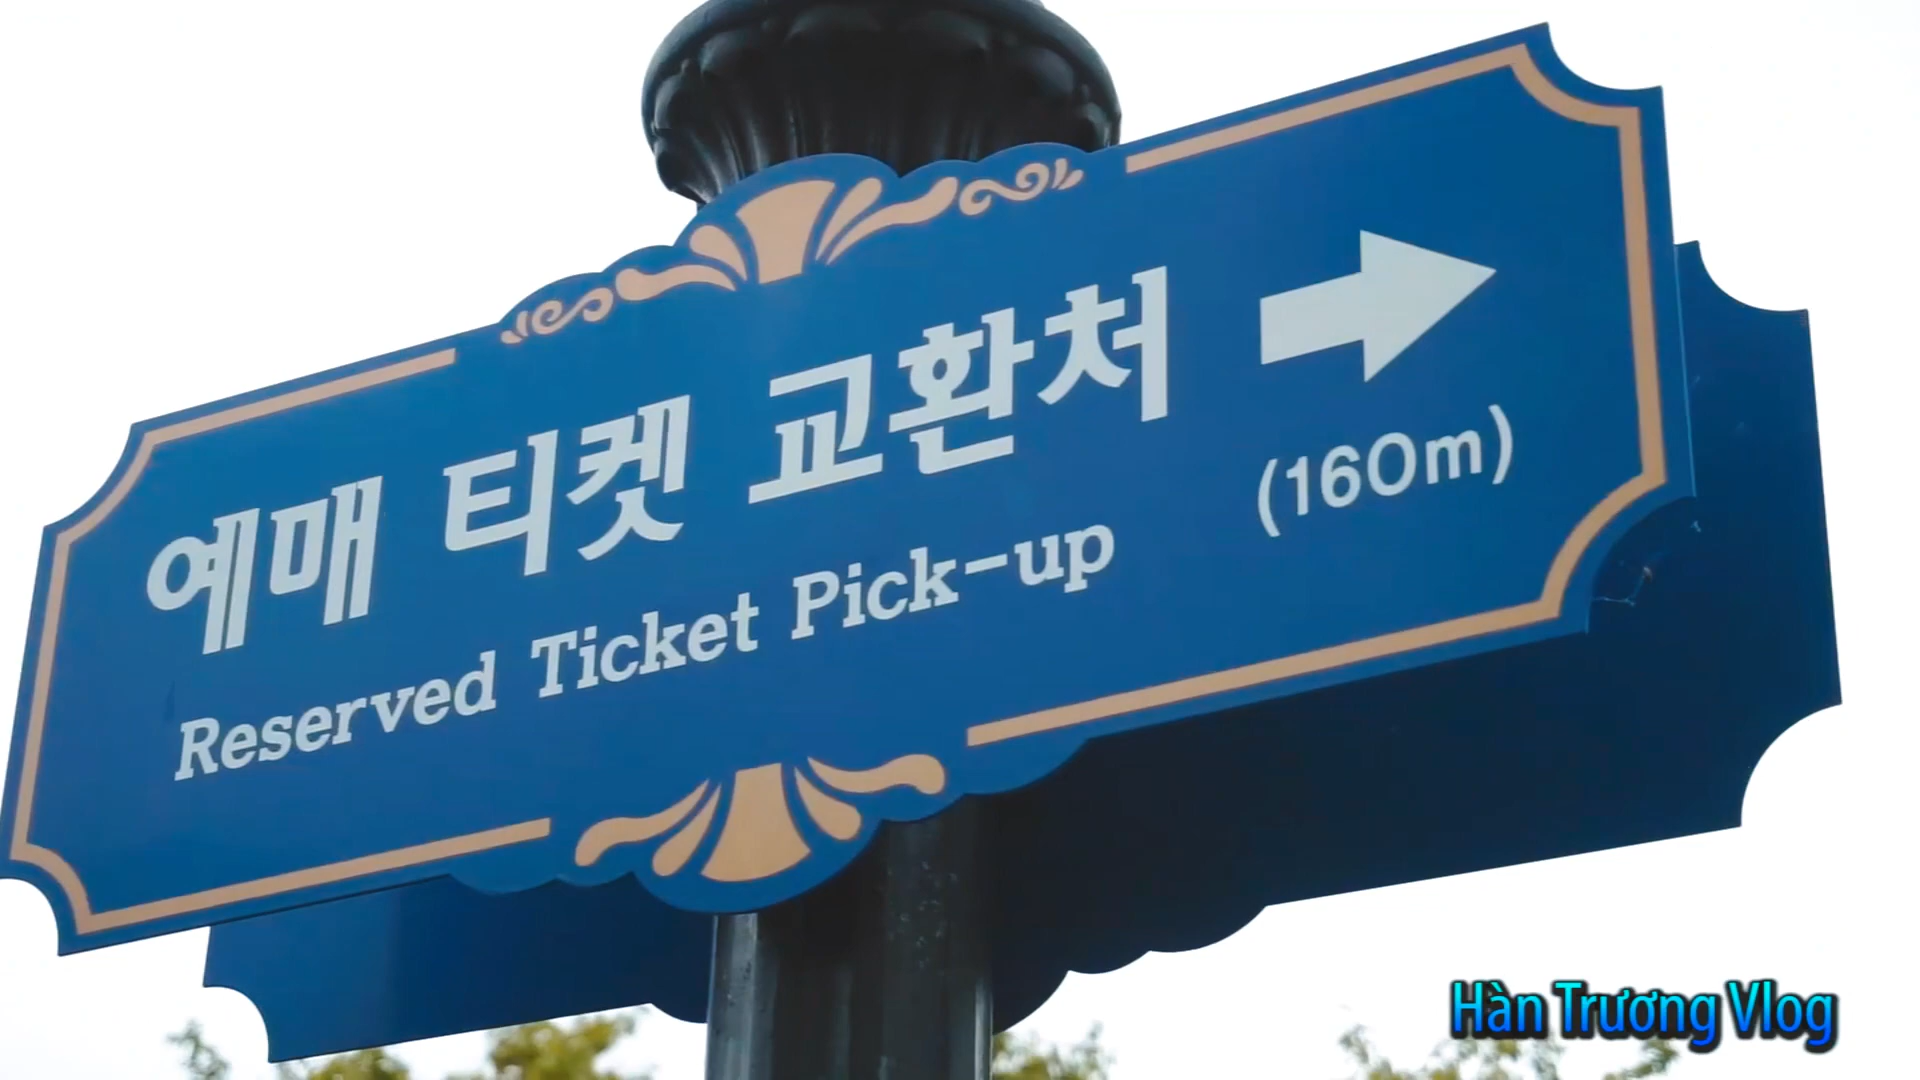 예매 티켓 교환처
Reserved Ticket Pick-up
(160m)
Hàn Trương Vlog